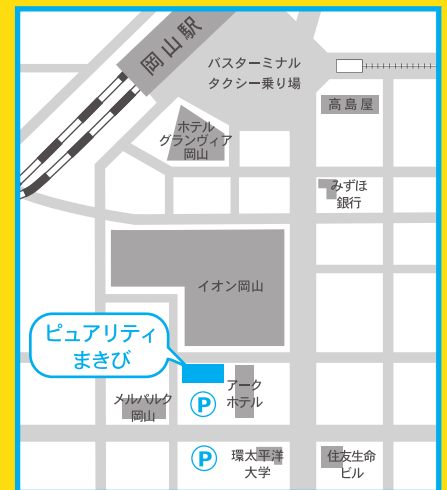 岡山駅
バスターミナル
タクシー乗り場
高島屋
ホテル
グランヴィア
岡山
みずほ
銀行
イオン岡山
ピュアリティ
まきび
アーク
ホテル
メルパルク
岡山
P
P
環太平洋
大学
住友生命
ビル